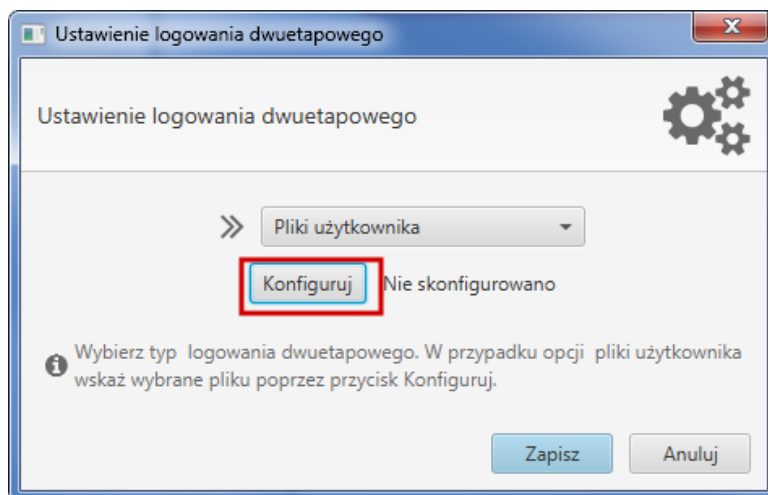 Ustawienie logowania dwuetapowego
Ustawienie logowania dwuetapowego
Pliki użytkownika
Konfiguruj Nie skonfigurowano
Wybierz typ logowania dwuetapowego. W przypadku opcji pliki użytkownika
wskaż wybrane pliku poprzez przycisk Konfiguruj.
Zapisz Anuluj